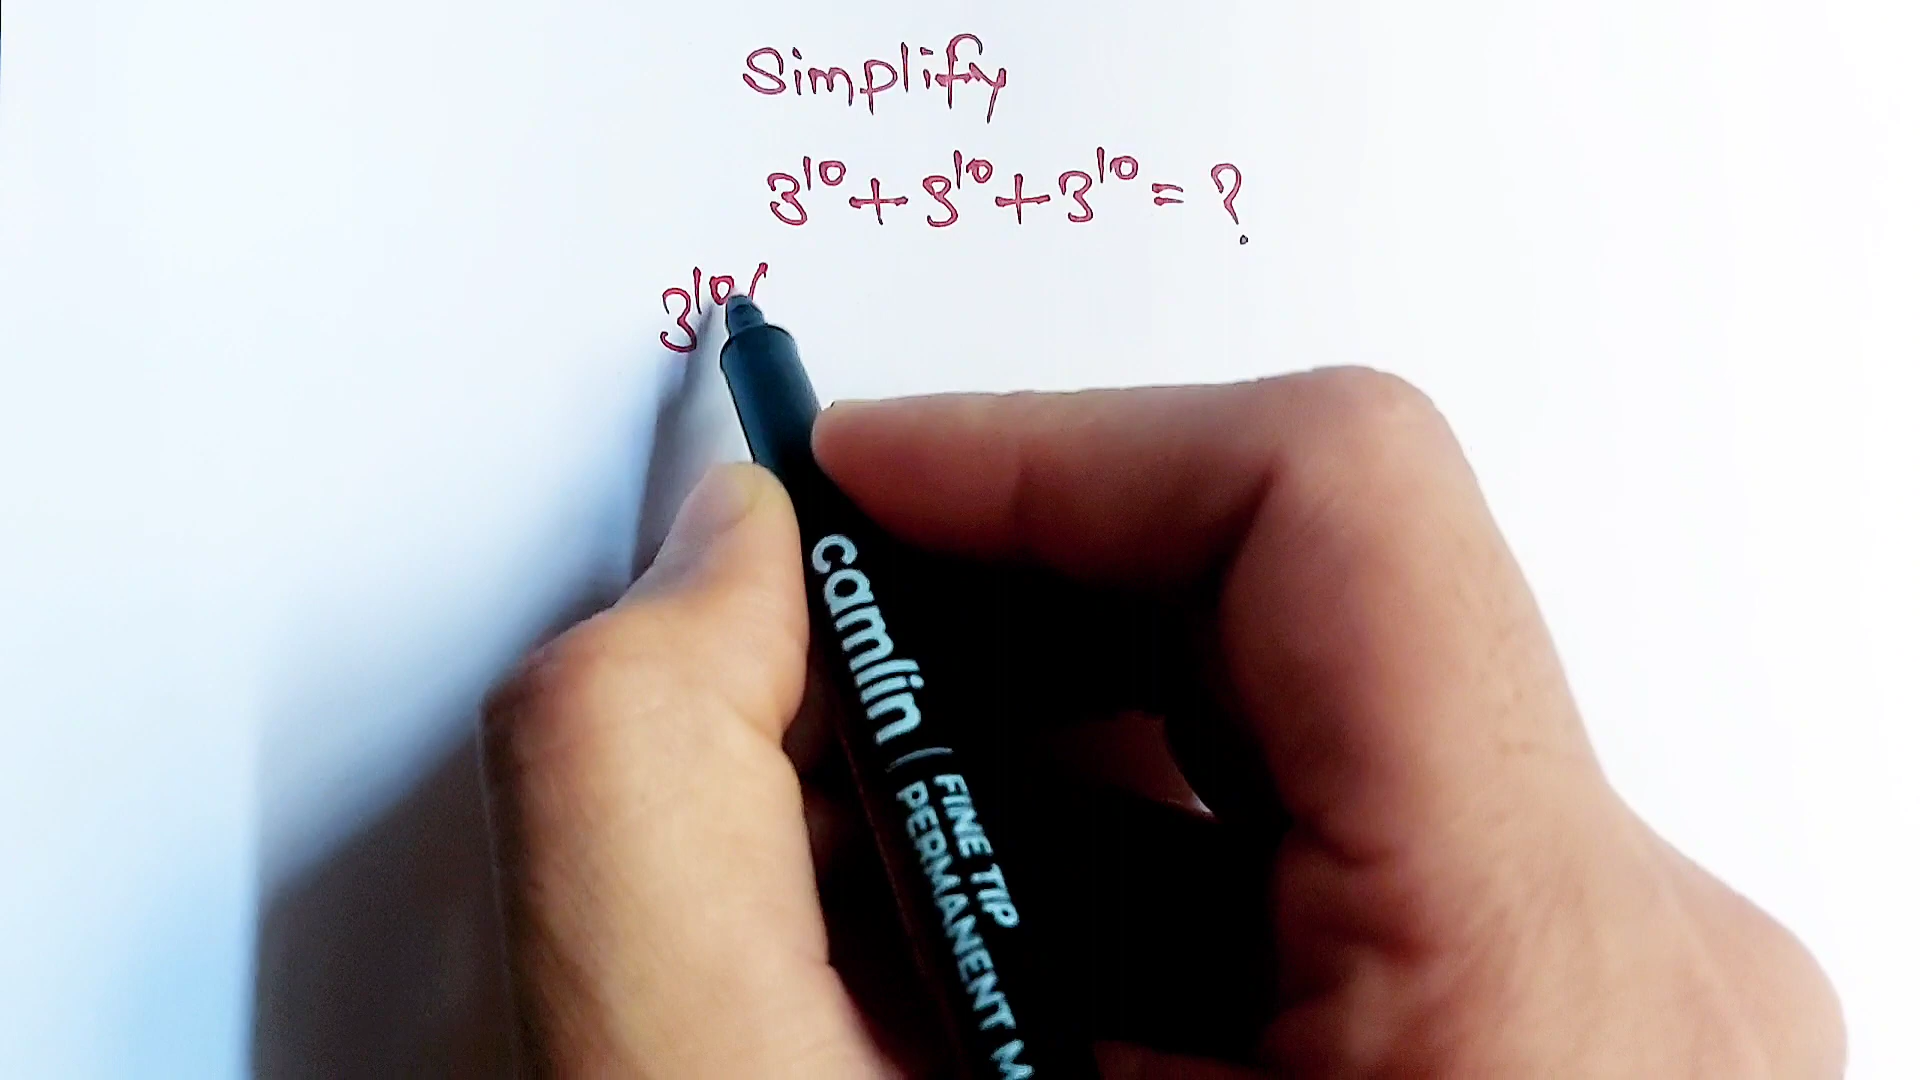 Simplify
3¹⁰ + 3¹⁰ + 3¹⁰ = ?
3¹⁰(
camlin | FINE TIP
PERMANENT M